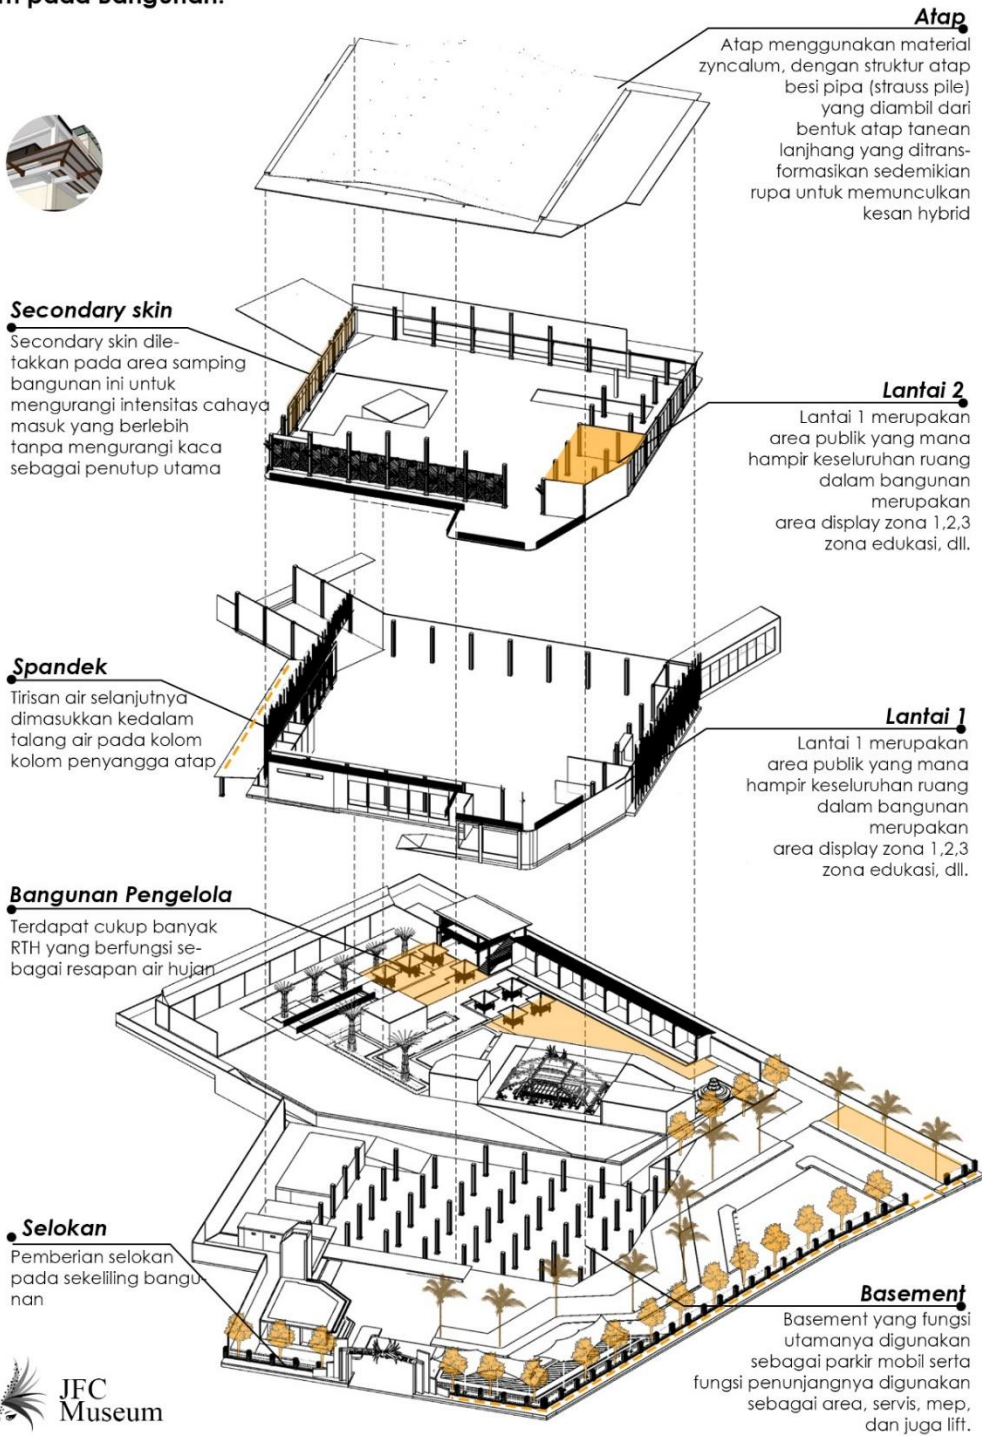 pada Bangunan.
Atap
Atap menggunakan material
zyncalum, dengan struktur atap
besi pipa (strauss pile)
yang diambil dari
bentuk atap tanean
lanjhang yang ditrans-
formasikan sedemikian
rupa untuk memunculkan
kesan hybrid
Secondary skin
Secondary skin dile-
takkan pada area samping
bangunan ini untuk
mengurangi intensitas cahaya
masuk yang berlebih
tanpa mengurangi kaca
sebagai penutup utama
Lantai 2
Lantai 1 merupakan
area publik yang mana
hampir keseluruhan ruang
dalam bangunan
merupakan
area display zona 1,2,3
zona edukasi, dll.
Spandek
Tirisan air selanjutnya
dimasukkan kedalam
talang air pada kolom
kolom penyangga atap
Lantai 1
Lantai 1 merupakan
area publik yang mana
hampir keseluruhan ruang
dalam bangunan
merupakan
area display zona 1,2,3
zona edukasi, dll.
Bangunan Pengelola
Terdapat cukup banyak
RTH yang berfungsi se-
bagai resapan air hujan
Selokan
Pemberian selokan
pada sekeliling bangu-
nan
Basement
Basement yang fungsi
utamanya digunakan
sebagai parkir mobil serta
fungsi penunjangnya digunakan
sebagai area, servis, mep,
dan juga lift.
JFC
Museum